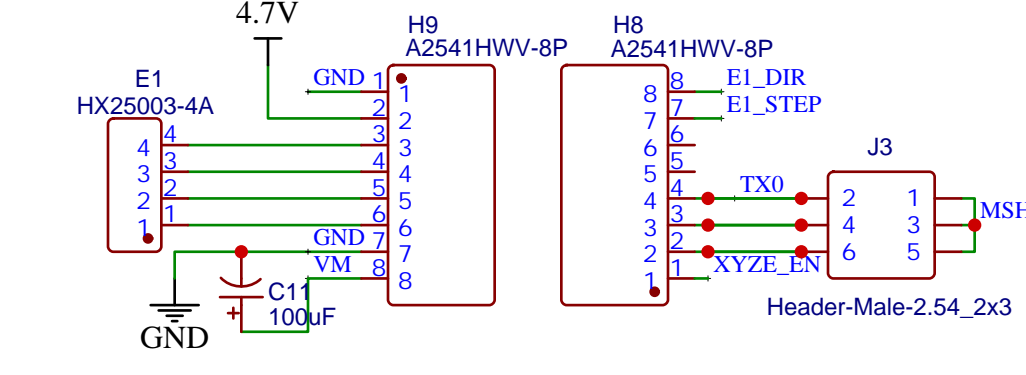 4.7V
H9
A2541HWV-8P
H8
A2541HWV-8P
E1
HX25003-4A
GND
1
2
3
4
5
6
7
8
1
2
3
4
5
6
7
8
4
3
2
1
4
3
2
1
GND
VM
C11
100uF
GND
8
7
6
5
4
3
2
1
8
7
6
5
4
3
2
1
E1_DIR
E1_STEP
TX0
XYZE_EN
J3
2
4
6
1
3
5
MSH
Header-Male-2.54_2x3
+